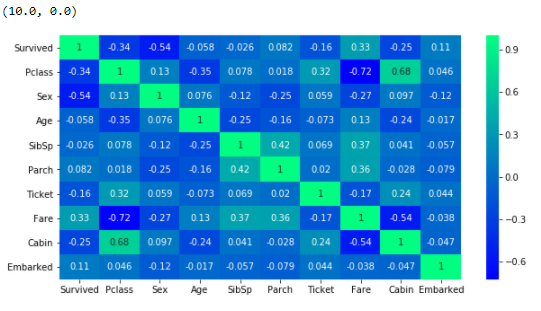 (10.0, 0.0)
Survived 1 -0.34 -0.54 -0.058 -0.026 0.082 -0.16 0.33 -0.25 0.11
Pclass -0.34 1 0.13 -0.35 0.078 0.018 0.32 -0.72 0.68 0.046
Sex -0.54 0.13 1 0.076 -0.12 -0.25 0.059 -0.27 0.097 -0.12
Age -0.058 -0.35 0.076 1 -0.25 -0.16 -0.073 0.13 -0.24 -0.017
SibSp -0.026 0.078 -0.12 -0.25 1 0.42 0.069 0.37 0.041 -0.057
Parch 0.082 0.018 -0.25 -0.16 0.42 1 0.02 0.36 -0.028 -0.079
Ticket -0.16 0.32 0.059 -0.073 0.069 0.02 1 -0.17 0.24 0.044
Fare 0.33 -0.72 -0.27 0.13 0.37 0.36 -0.17 1 -0.54 -0.038
Cabin -0.25 0.68 0.097 -0.24 0.041 -0.028 0.24 -0.54 1 -0.047
Embarked 0.11 0.046 -0.12 -0.017 -0.057 -0.079 0.044 -0.038 -0.047 1
Survived Pclass Sex Age SibSp Parch Ticket Fare Cabin Embarked
0.9
0.6
0.3
0.0
-0.3
-0.6